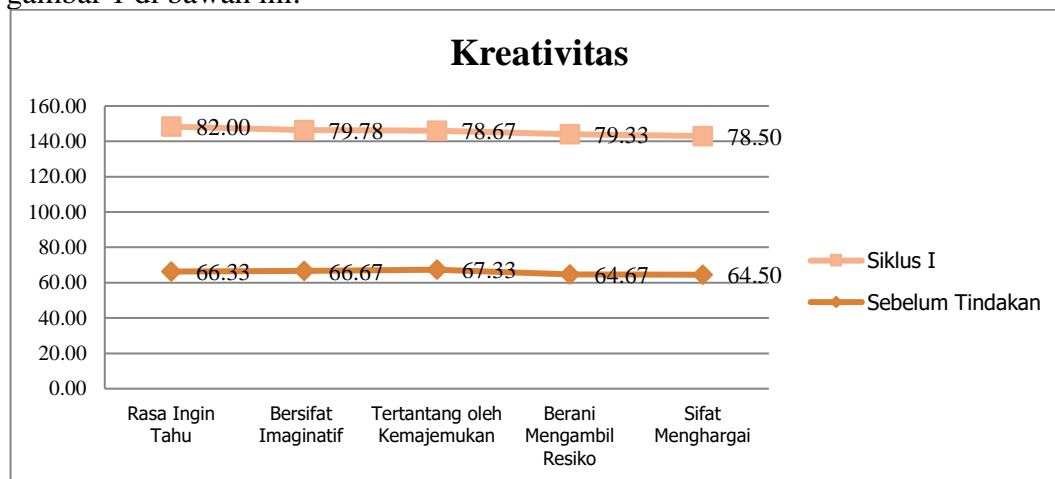 gambar 1 di bawah ini.
Kreativitas
160.00
140.00
120.00
100.00
80.00
60.00
40.00
20.00
0.00
82.00 79.78 78.67 79.33 78.50
66.33 66.67 67.33 64.67 64.50
Rasa Ingin
Tahu
Bersifat
Imaginatif
Tertantang oleh
Kemajemukan
Berani
Mengambil
Resiko
Sifat
Menghargai
Siklus I
Sebelum Tindakan